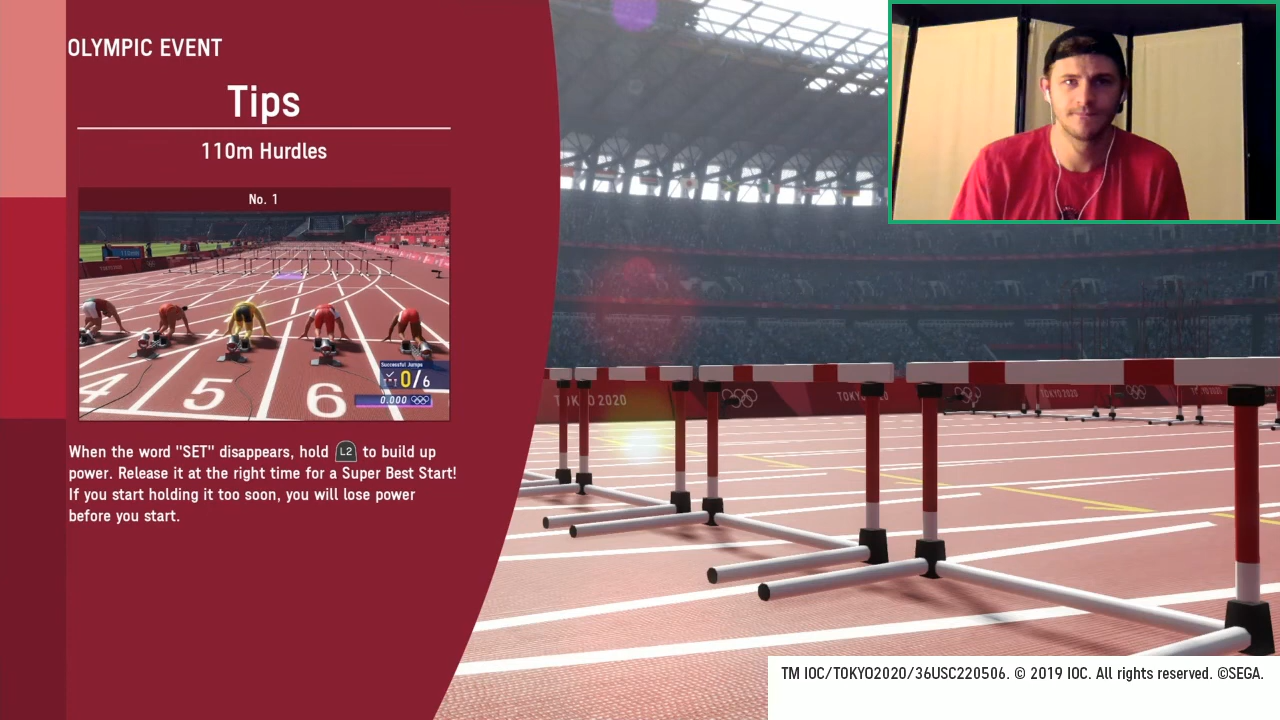 OLYMPIC EVENT
Tips
110m Hurdles
No. 1
110m
4
5
6
Successful Jumps
0/6
0.000
When the word "SET" disappears, hold L2 to build up
power. Release it at the right time for a Super Best Start!
If you start holding it too soon, you will lose power
before you start.
TOKYO 2020
TOKYO 2020
TM IOC/TOKYO2020/36USC220506. © 2019 IOC. All rights reserved. ©SEGA.